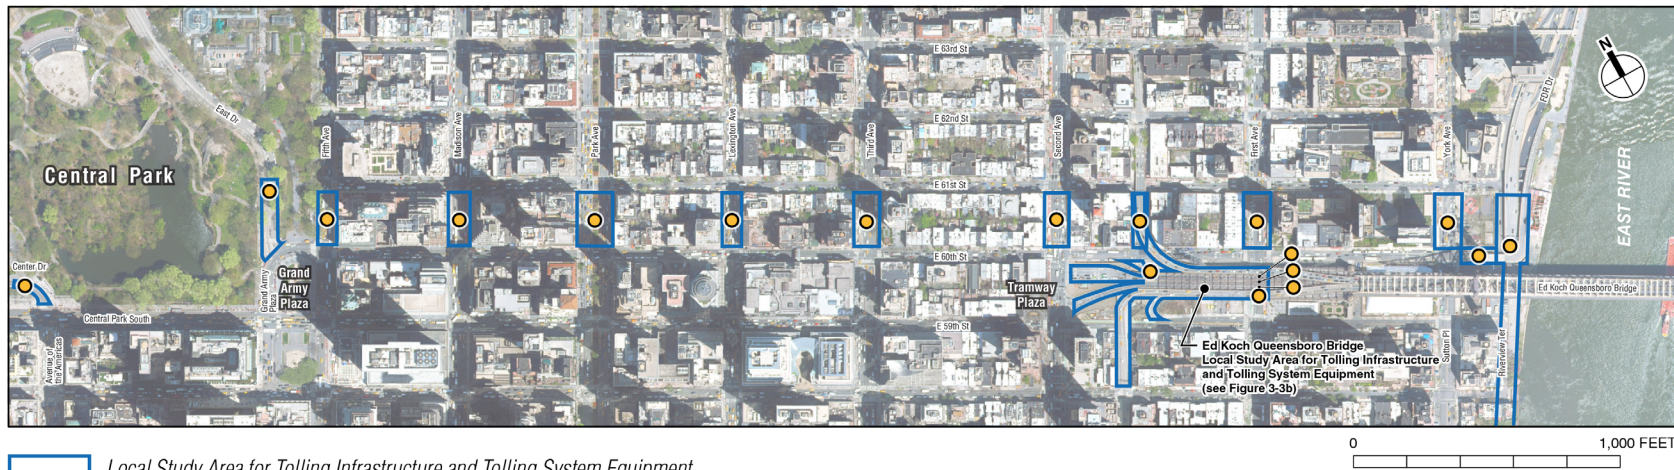 E 63rd St
N
FDR Dr
East Dr
E 62nd St
Fifth Ave
Madison Ave
Park Ave
Lexington Ave
Third Ave
Second Ave
First Ave
York Ave
Central Park
E 61st St
EAST RIVER
Center Dr
Grand Army
Plaza
Grand
Army
Plaza
E 60th St
Tramway
Plaza
Ed Koch Queensboro Bridge
Central Park South
E 59th St
Avenue of
the Americas
Sutton Pl
Riverview Ter
Ed Koch Queensboro Bridge
Local Study Area for Tolling Infrastructure
and Tolling System Equipment
(see Figure 3-3b)
0 1,000 FEET
Local Study Area for Tolling Infrastructure and Tolling System Equipment